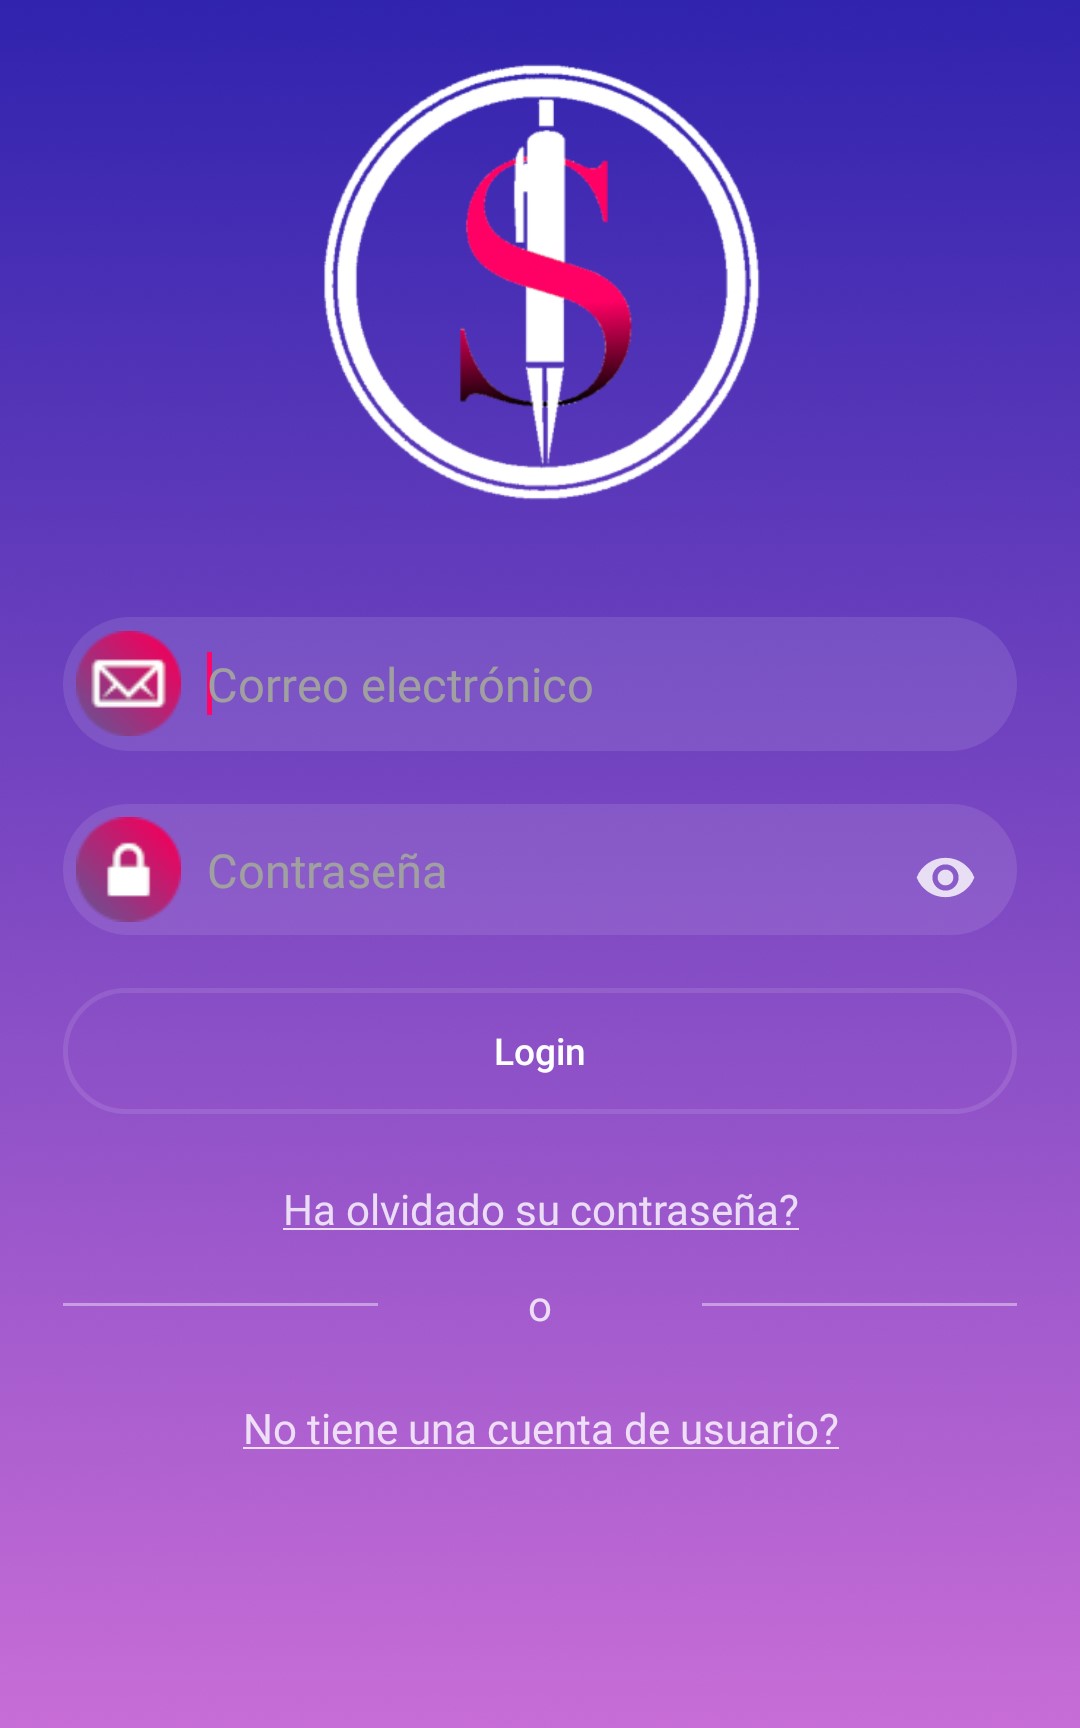 S
Correo electrónico
Contraseña
Login
Ha olvidado su contraseña?
o
No tiene una cuenta de usuario?